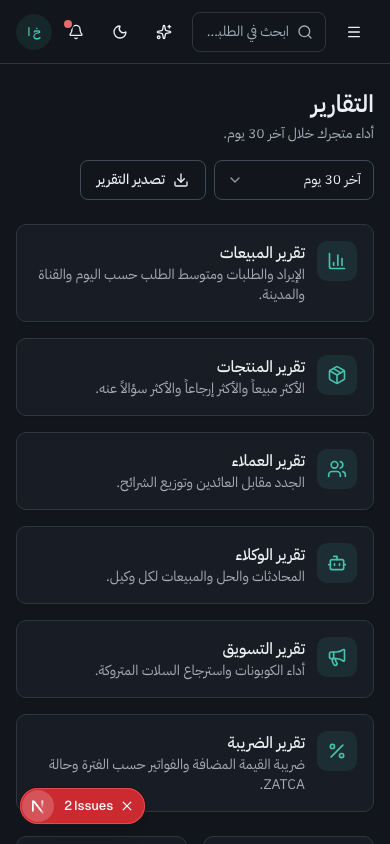 ابحث في الطلبـ...
خ ا
التقارير
أداء متجرك خلال آخر 30 يوم.
آخر 30 يوم
تصدير التقرير
تقرير المبيعات
الإيراد والطلبات ومتوسط الطلب حسب اليوم والقناة
والمدينة.
تقرير المنتجات
الأكثر مبيعاً والأكثر إرجاعاً والأكثر سؤالاً عنه.
تقرير العملاء
الجدد مقابل العائدين وتوزيع الشرائح.
تقرير الوكلاء
المحادثات والحل والمبيعات لكل وكيل.
تقرير التسويق
أداء الكوبونات واسترجاع السلات المتروكة.
تقرير الضريبة
ضريبة القيمة المضافة والفواتير حسب الفترة وحالة
ZATCA.
N 2 Issues